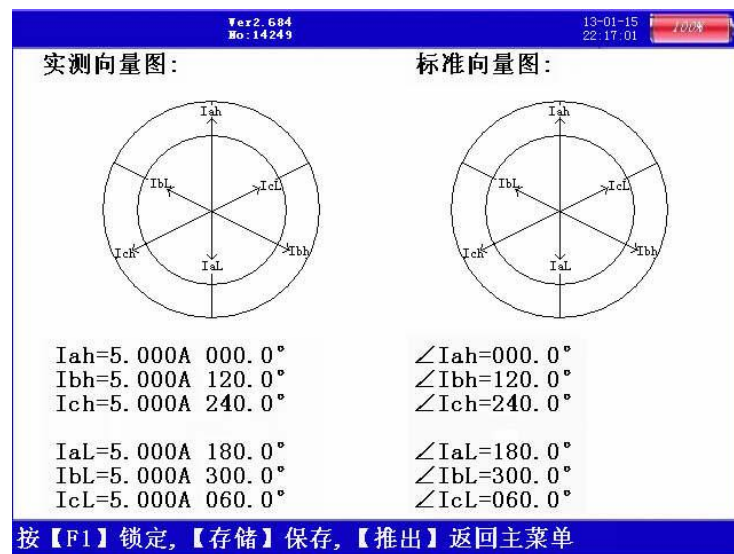 Ver2.684
No:14249
13-01-15
22:17:01
100%
实测向量图:
标准向量图:
Iah
IbL
IcL
Ich
IaL
Ibh
Iah
IbL
IcL
Ich
IaL
Ibh
Iah=5.000A 000.0°
Ibh=5.000A 120.0°
Ich=5.000A 240.0°
IaL=5.000A 180.0°
IbL=5.000A 300.0°
IcL=5.000A 060.0°
∠Iah=000.0°
∠Ibh=120.0°
∠Ich=240.0°
∠IaL=180.0°
∠IbL=300.0°
∠IcL=060.0°
按【F1】锁定,【存储】保存,【推出】返回主菜单